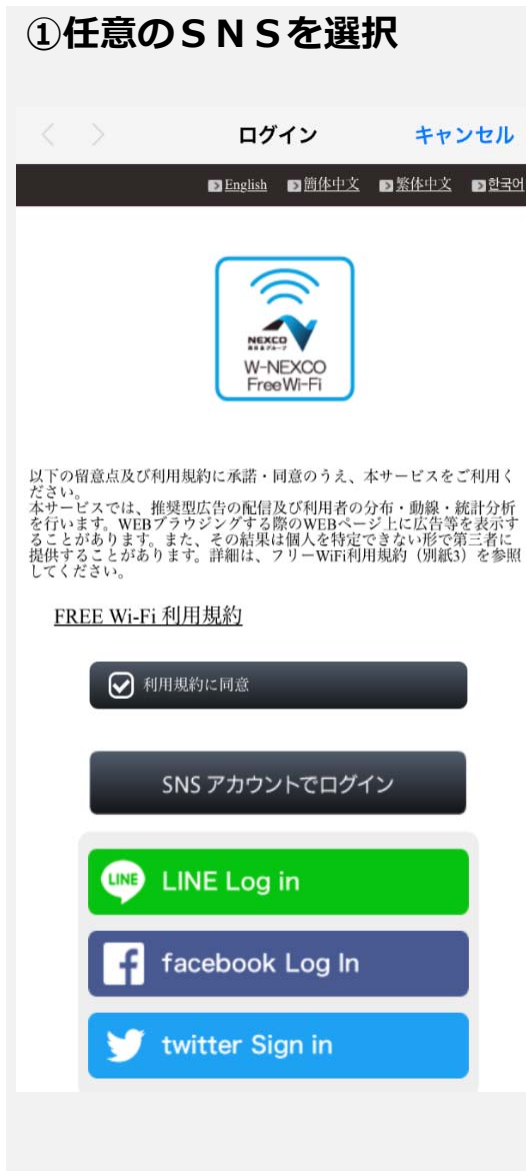 ①任意のＳＮＳを選択
ログイン キャンセル
English 簡体中文 繁体中文 한국어
NEXCO
W-NEXCO
Free Wi-Fi
以下の留意点及び利用規約に承諾・同意のうえ、本サービスをご利用く
ださい。
本サービスでは、推奨型広告の配信及び利用者の分布・動線・統計分析
を行います。WEBブラウジングする際のWEBページ上に広告等を表示す
ることがあります。また、その結果は個人を特定できない形で第三者に
提供することがあります。詳細は、フリーWiFi利用規約（別紙3）を参照
してください。
FREE Wi-Fi 利用規約
利用規約に同意
SNS アカウントでログイン
LINE LINE Log in
facebook Log In
twitter Sign in